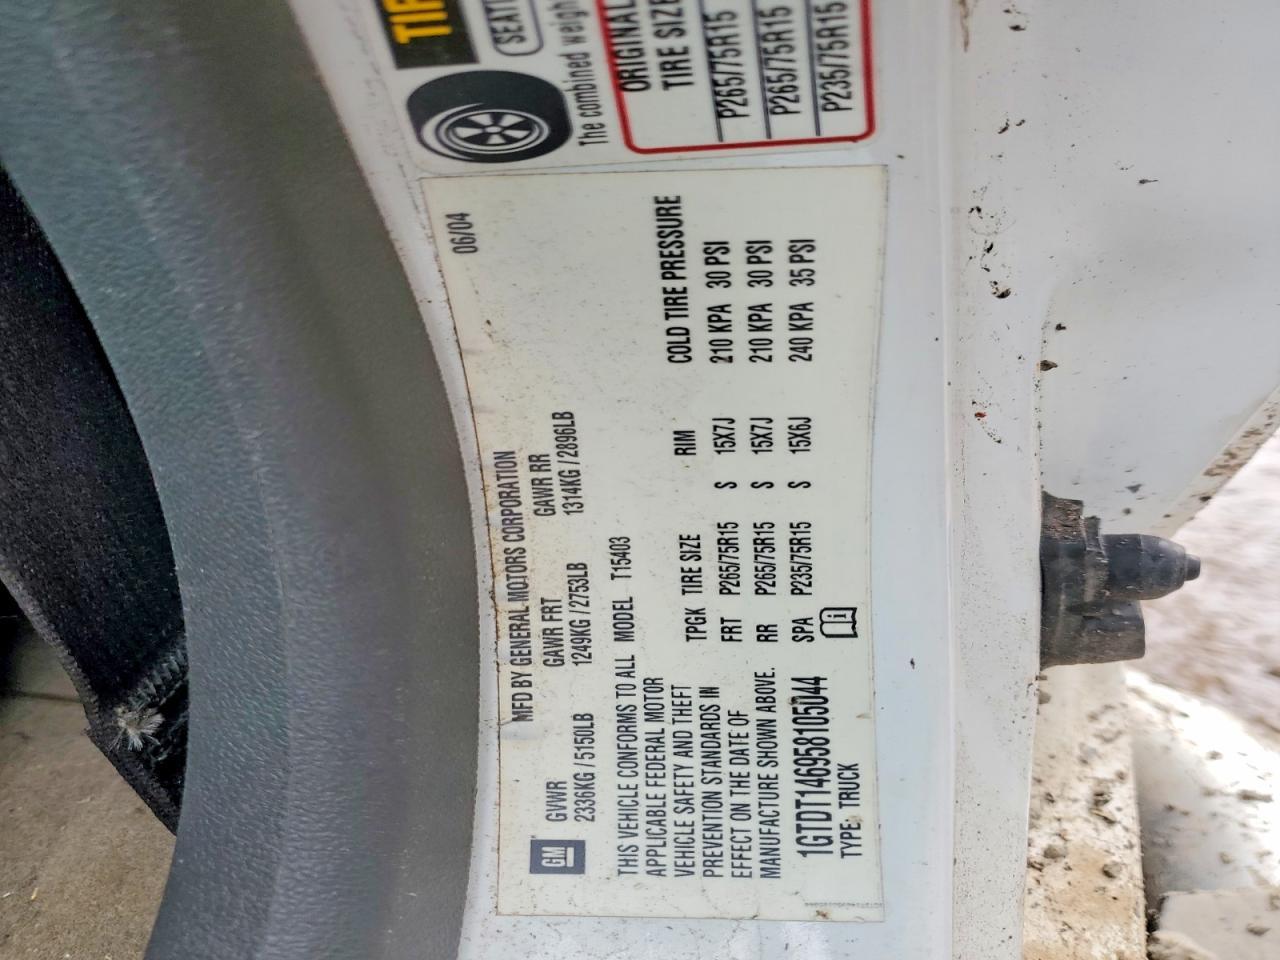 TIR
SEATI
The combined weigh
ORIGINAL
TIRE SIZE
P265/75R15
P265/75R15
P235/75R15
06/04
MFD BY GENERAL MOTORS CORPORATION
GM
GVWR GAWR FRT GAWR RR
2336KG / 5150LB 1249KG / 2753LB 1314KG / 2896LB
THIS VEHICLE CONFORMS TO ALL MODEL T15403
APPLICABLE FEDERAL MOTOR
VEHICLE SAFETY AND THEFT
PREVENTION STANDARDS IN
EFFECT ON THE DATE OF
MANUFACTURE SHOWN ABOVE.
TPGK TIRE SIZE RIM COLD TIRE PRESSURE
FRT P265/75R15 S 15X7J 210 KPA 30 PSI
RR P265/75R15 S 15X7J 210 KPA 30 PSI
SPA P235/75R15 S 15X6J 240 KPA 35 PSI
1GTDT146958105044
TYPE: TRUCK